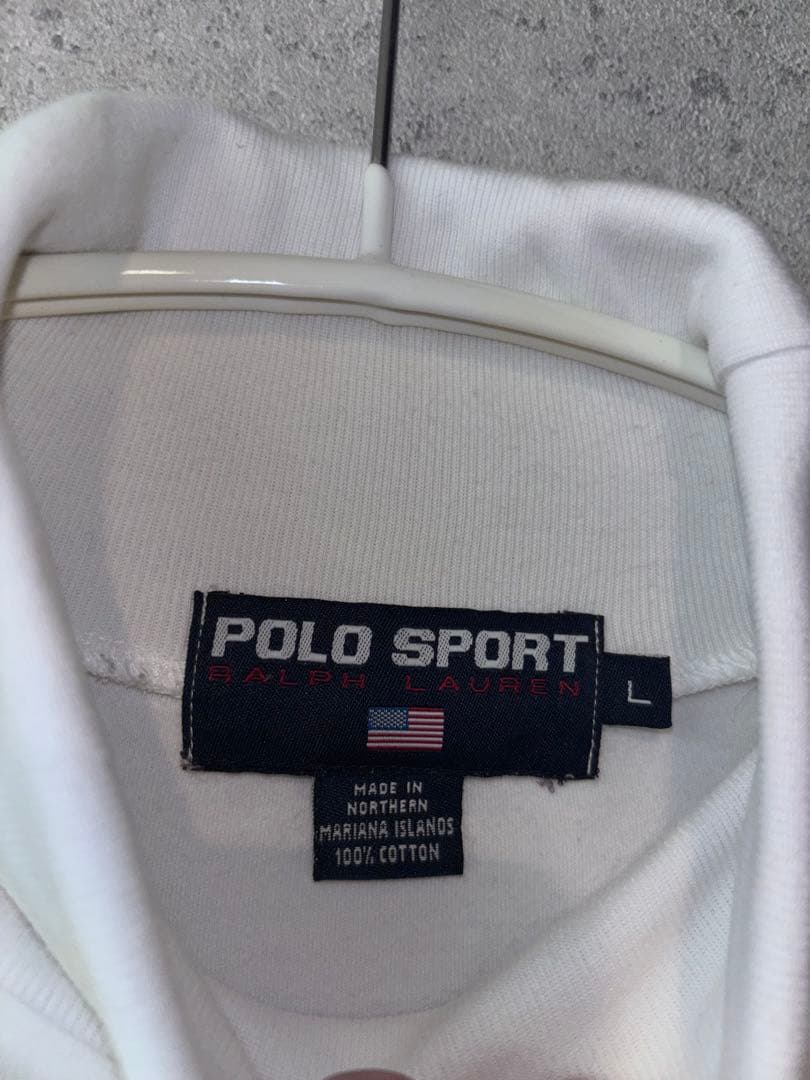 POLO SPORT
RALPH LAUREN
L
MADE IN
NORTHERN
MARIANA ISLANDS
100% COTTON